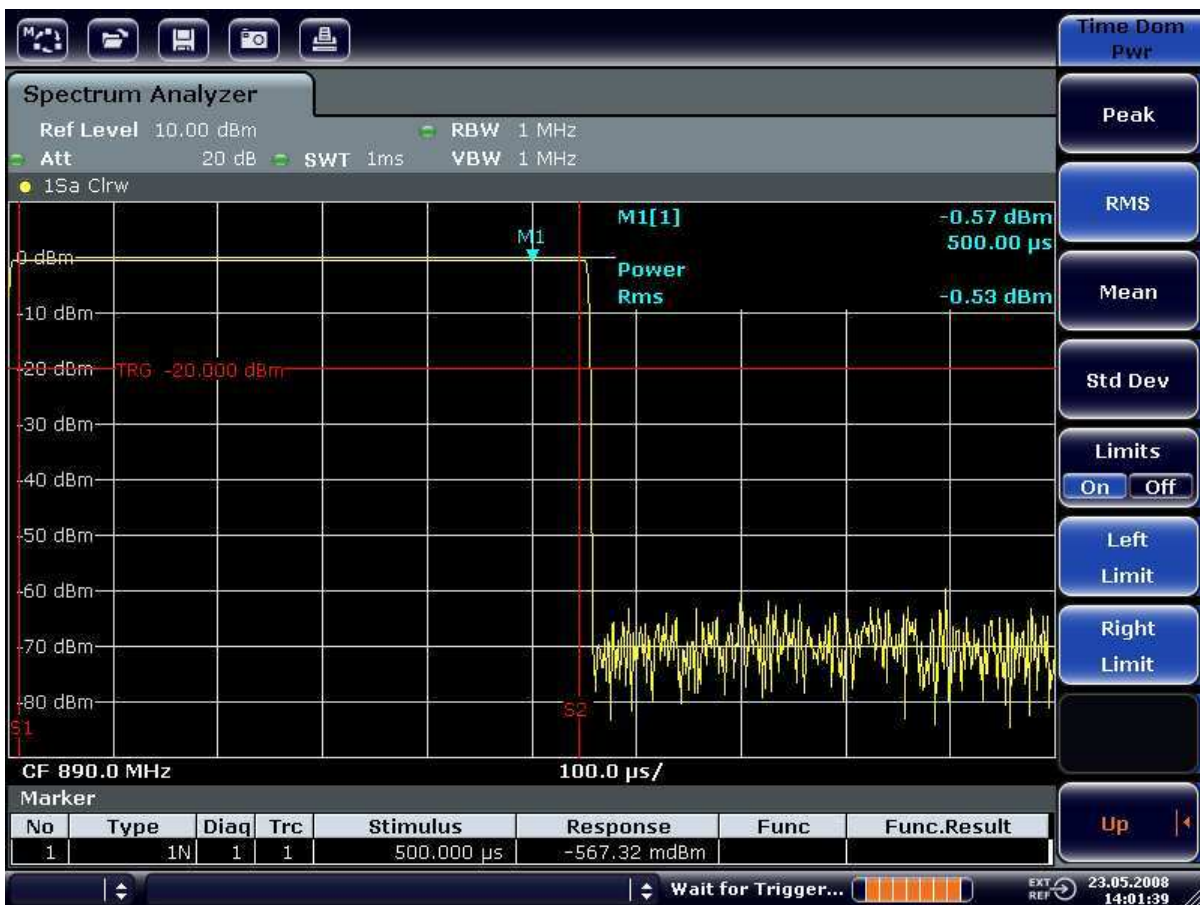 M
Time Dom
Pwr
Spectrum Analyzer
Ref Level 10.00 dBm RBW 1 MHz
Att 20 dB SWT 1ms VBW 1 MHz
1Sa Clrw
M1[1] -0.57 dBm
500.00 µs
M1
Power
Rms -0.53 dBm
0 dBm
-10 dBm
-20 dBm
TRG -20.000 dBm
-30 dBm
-40 dBm
-50 dBm
-60 dBm
-70 dBm
-80 dBm
S1
S2
CF 890.0 MHz 100.0 µs/
Marker
No Type Diag Trc Stimulus Response Func Func.Result
1 1N 1 1 500.000 µs -567.32 mdBm
Peak
RMS
Mean
Std Dev
Limits
On Off
Left
Limit
Right
Limit
Up
Wait for Trigger...
EXT
REF
23.05.2008
14:01:39